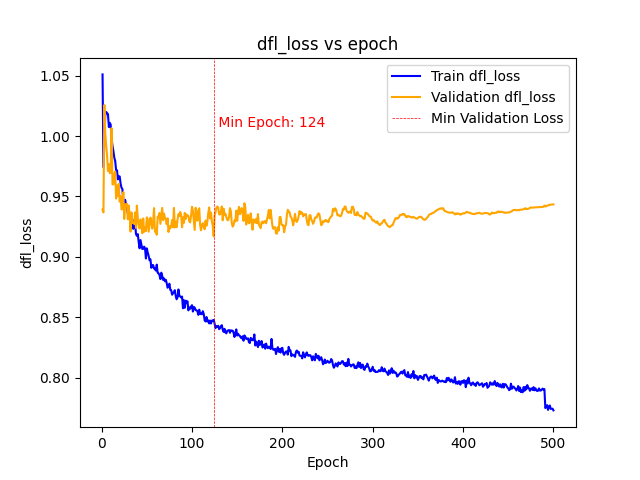 dfl_loss vs epoch
dfl_loss
1.05
1.00
0.95
0.90
0.85
0.80
Train dfl_loss
Validation dfl_loss
Min Validation Loss
Min Epoch: 124
0
100
200
300
400
500
Epoch